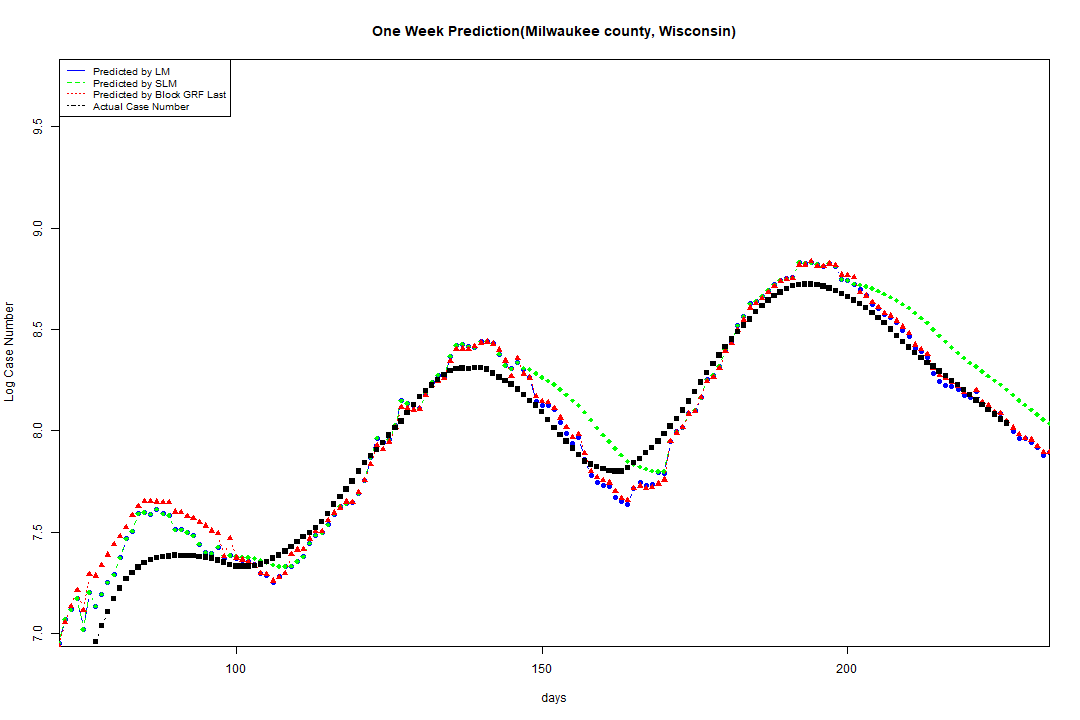 One Week Prediction(Milwaukee county, Wisconsin)
Predicted by LM
Predicted by SLM
Predicted by Block GRF Last
Actual Case Number
Log Case Number
9.5
9.0
8.5
8.0
7.5
7.0
100
150
200
days